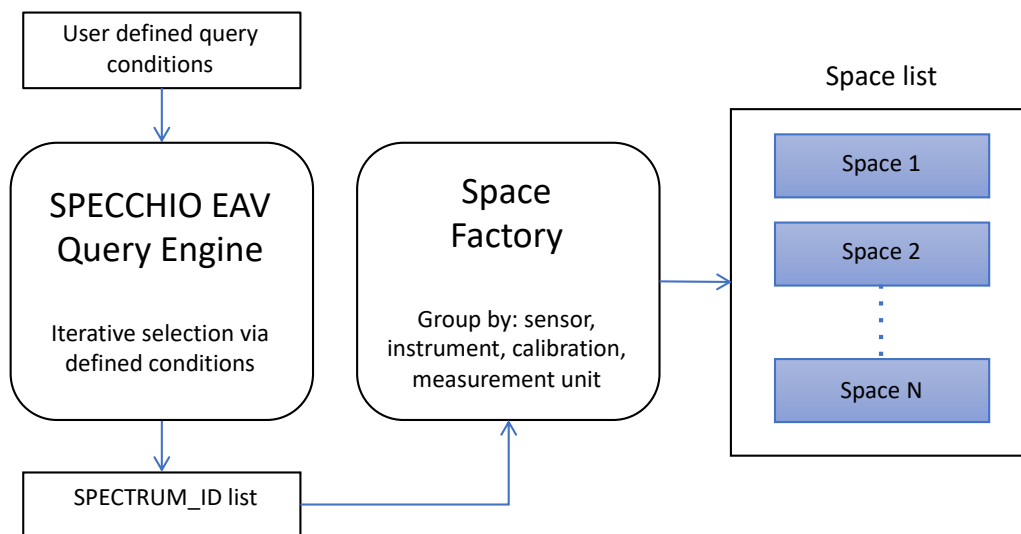 User defined query
conditions
SPECCHIO EAV
Query Engine
Iterative selection via
defined conditions
SPECTRUM_ID list
Space
Factory
Group by: sensor,
instrument, calibration,
measurement unit
Space list
Space 1
Space 2
Space N